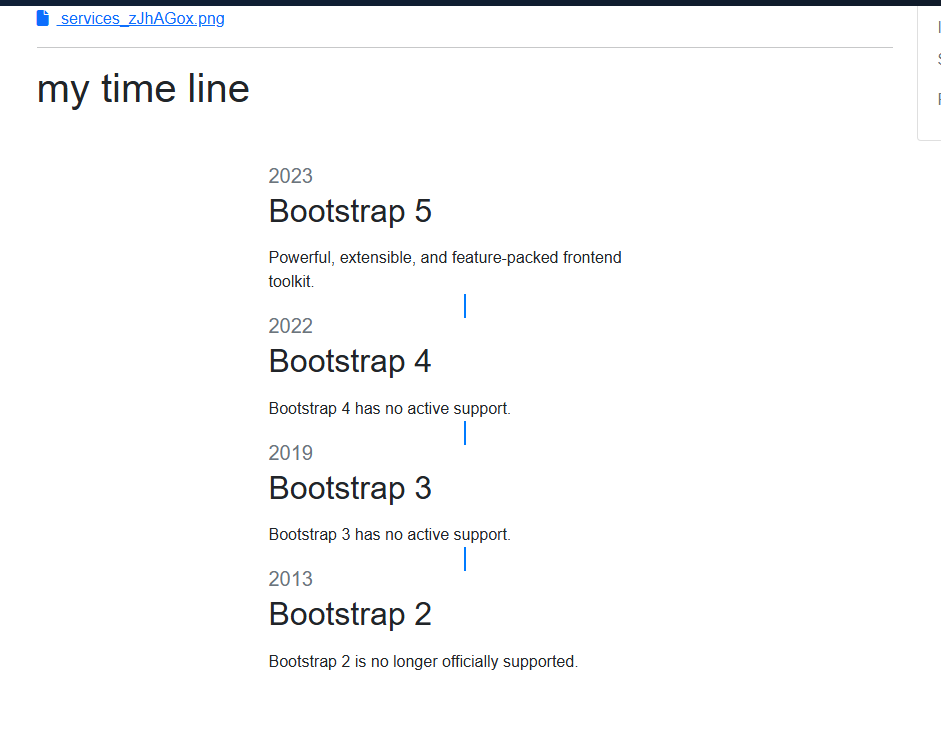 services_zJhAGox.png
my time line
2023
Bootstrap 5
Powerful, extensible, and feature-packed frontend
toolkit.
2022
Bootstrap 4
Bootstrap 4 has no active support.
2019
Bootstrap 3
Bootstrap 3 has no active support.
2013
Bootstrap 2
Bootstrap 2 is no longer officially supported.